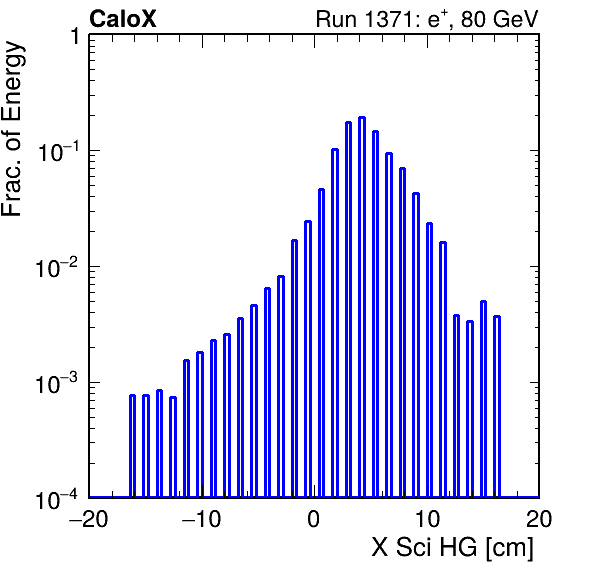 CaloX Run 1371: e⁺, 80 GeV
Frac. of Energy
1
10⁻¹
10⁻²
10⁻³
10⁻⁴
−20 −10 0 10 20
X Sci HG [cm]